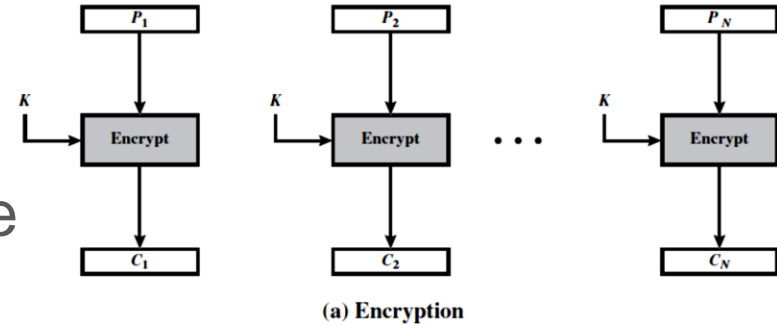 P1 P2 PN
K K K
Encrypt Encrypt • • • Encrypt
e
C1 C2 CN
(a) Encryption